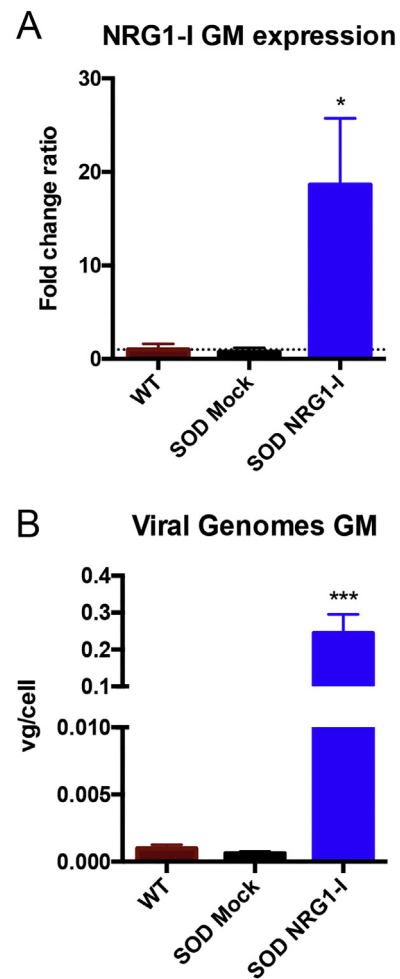 A
NRG1-I GM expression
Fold change ratio
30
20
10
0
*
WT
SOD Mock
SOD NRG1-I
B
Viral Genomes GM
vg/cell
0.4
0.3
0.2
0.1
0.010
0.005
0.000
***
WT
SOD Mock
SOD NRG1-I